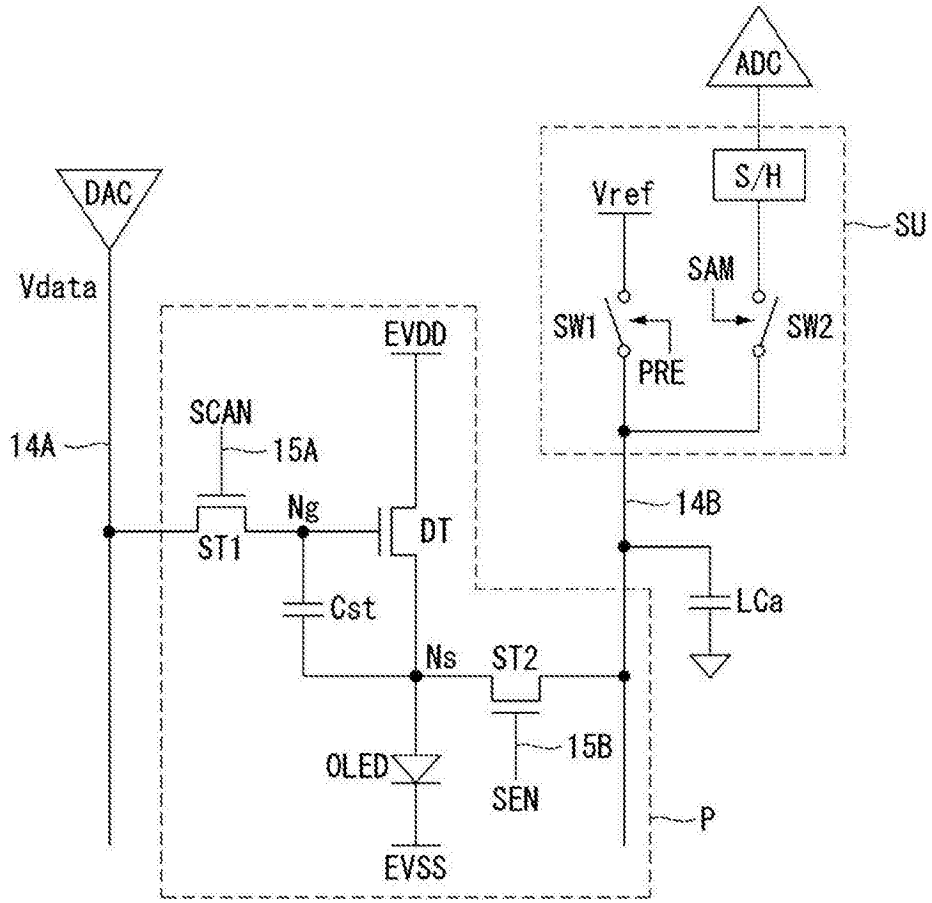 ADC
S/H
DAC
Vref
SU
SAM
Vdata
SW1
SW2
EVDD
PRE
SCAN
14A
15A
14B
Ng
DT
ST1
Cst
LCa
Ns
ST2
15B
OLED
SEN
P
EVSS